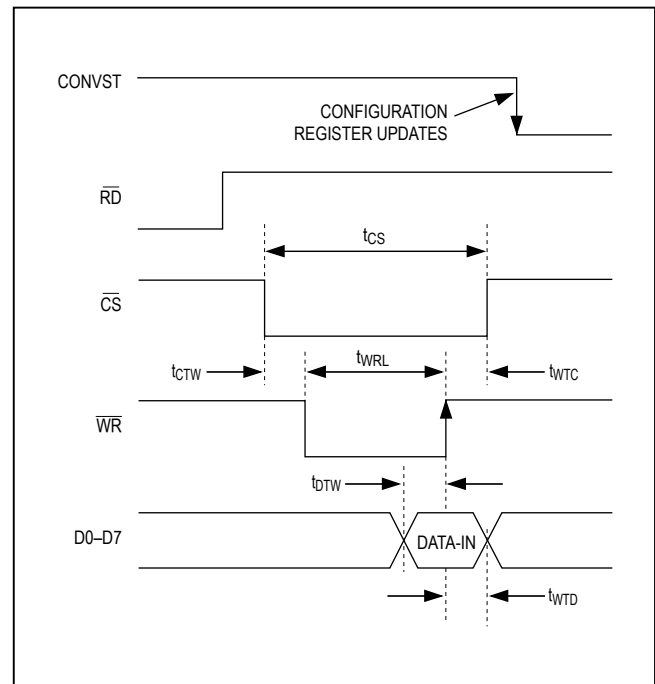 CONVST
CONFIGURATION
REGISTER UPDATES
RD
tCS
CS
tCTW
tWRL
tWTC
WR
tDTW
D0–D7
DATA-IN
tWTD